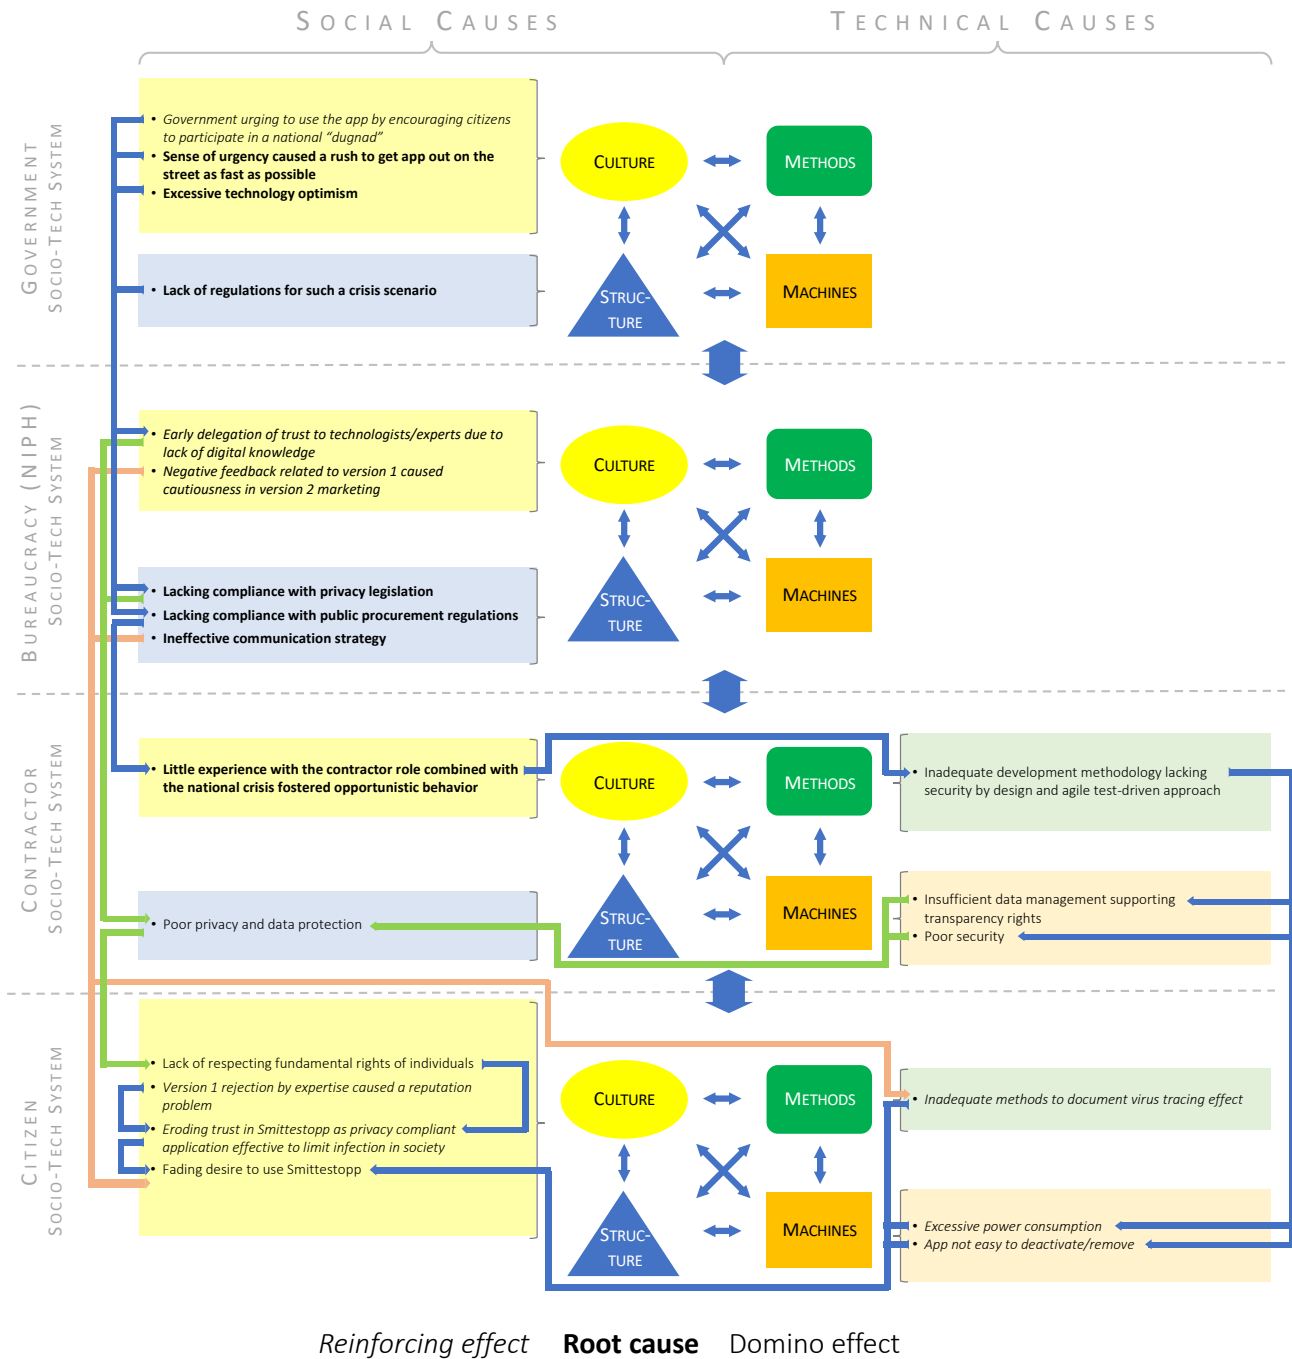 SOCIAL CAUSES
TECHNICAL CAUSES
GOVERNMENT
SOCIO-TECH SYSTEM
• Government urging to use the app by encouraging citizens
to participate in a national “dugnad”
• Sense of urgency caused a rush to get app out on the
street as fast as possible
• Excessive technology optimism
CULTURE
METHODS
• Lack of regulations for such a crisis scenario
STRUC-
TURE
MACHINES
BUREAUCRACY (NIPH)
SOCIO-TECH SYSTEM
• Early delegation of trust to technologists/experts due to
lack of digital knowledge
• Negative feedback related to version 1 caused
cautiousness in version 2 marketing
CULTURE
METHODS
• Lacking compliance with privacy legislation
• Lacking compliance with public procurement regulations
• Ineffective communication strategy
STRUC-
TURE
MACHINES
CONTRACTOR
SOCIO-TECH SYSTEM
• Little experience with the contractor role combined with
the national crisis fostered opportunistic behavior
CULTURE
METHODS
• Inadequate development methodology lacking
security by design and agile test-driven approach
• Poor privacy and data protection
STRUC-
TURE
MACHINES
• Insufficient data management supporting
transparency rights
• Poor security
CITIZEN
SOCIO-TECH SYSTEM
• Lack of respecting fundamental rights of individuals
• Version 1 rejection by expertise caused a reputation
problem
• Eroding trust in Smittestopp as privacy compliant
application effective to limit infection in society
• Fading desire to use Smittestopp
CULTURE
METHODS
• Inadequate methods to document virus tracing effect
STRUC-
TURE
MACHINES
• Excessive power consumption
• App not easy to deactivate/remove
Reinforcing effect Root cause Domino effect